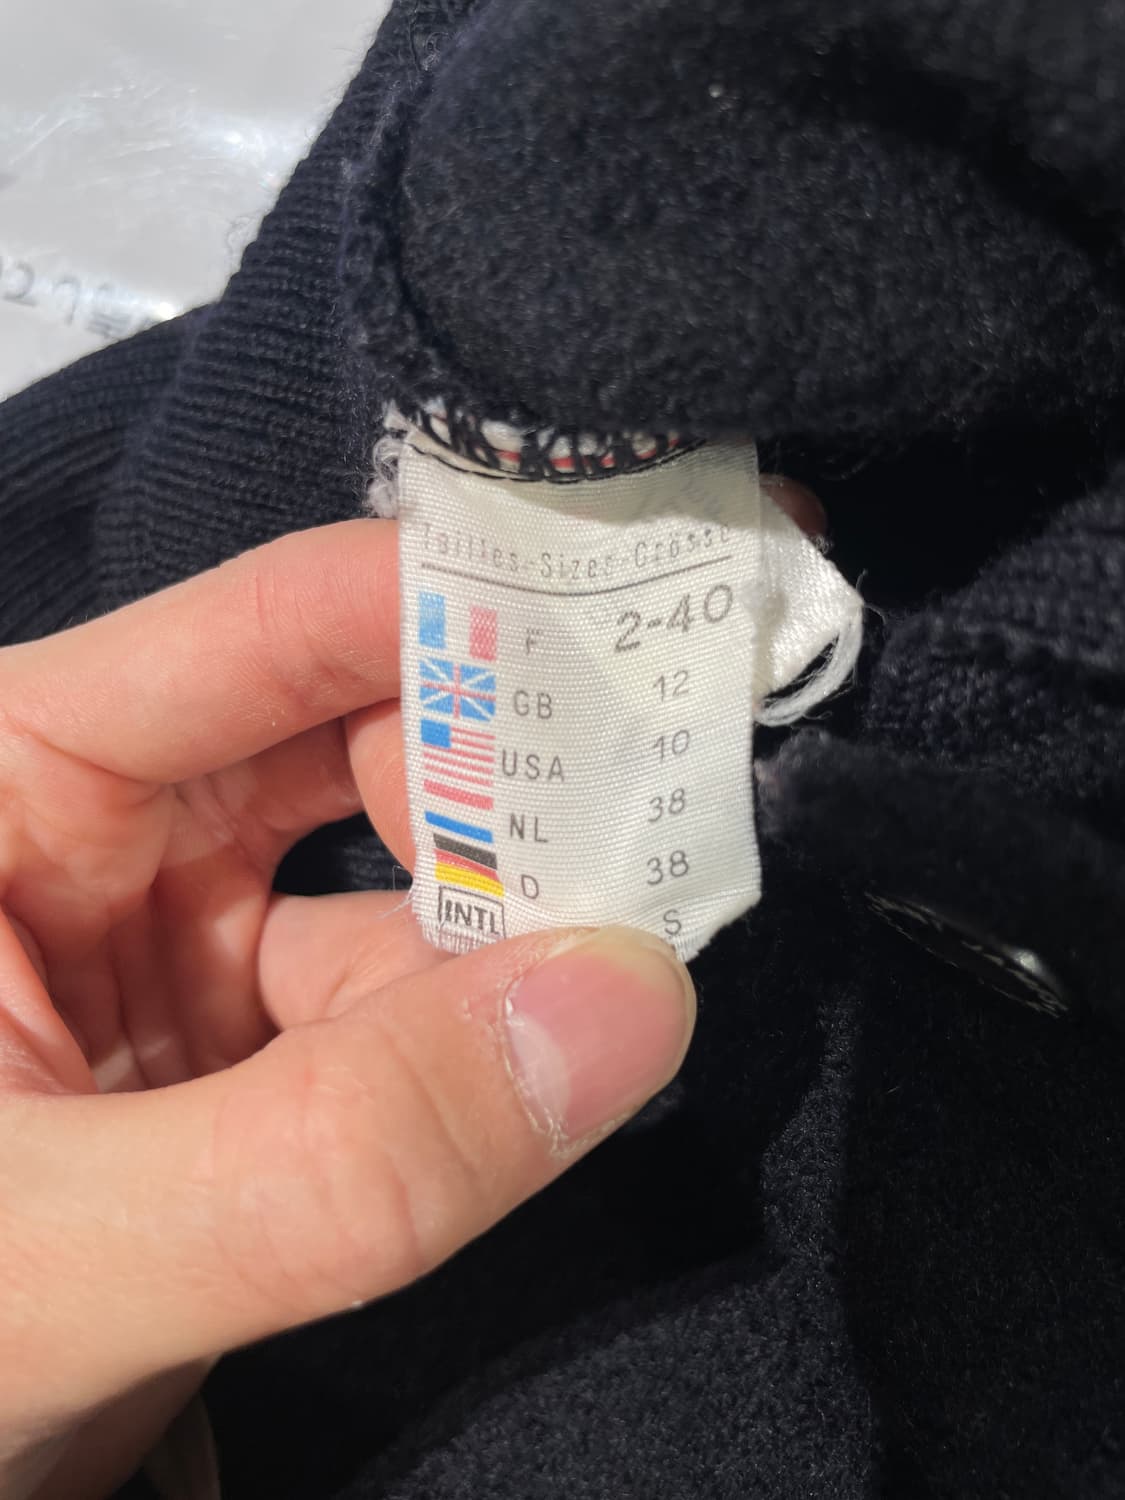 Tailles-Sizes-Grösse
F 2-40
GB 12
USA 10
NL 38
D 38
INTL S